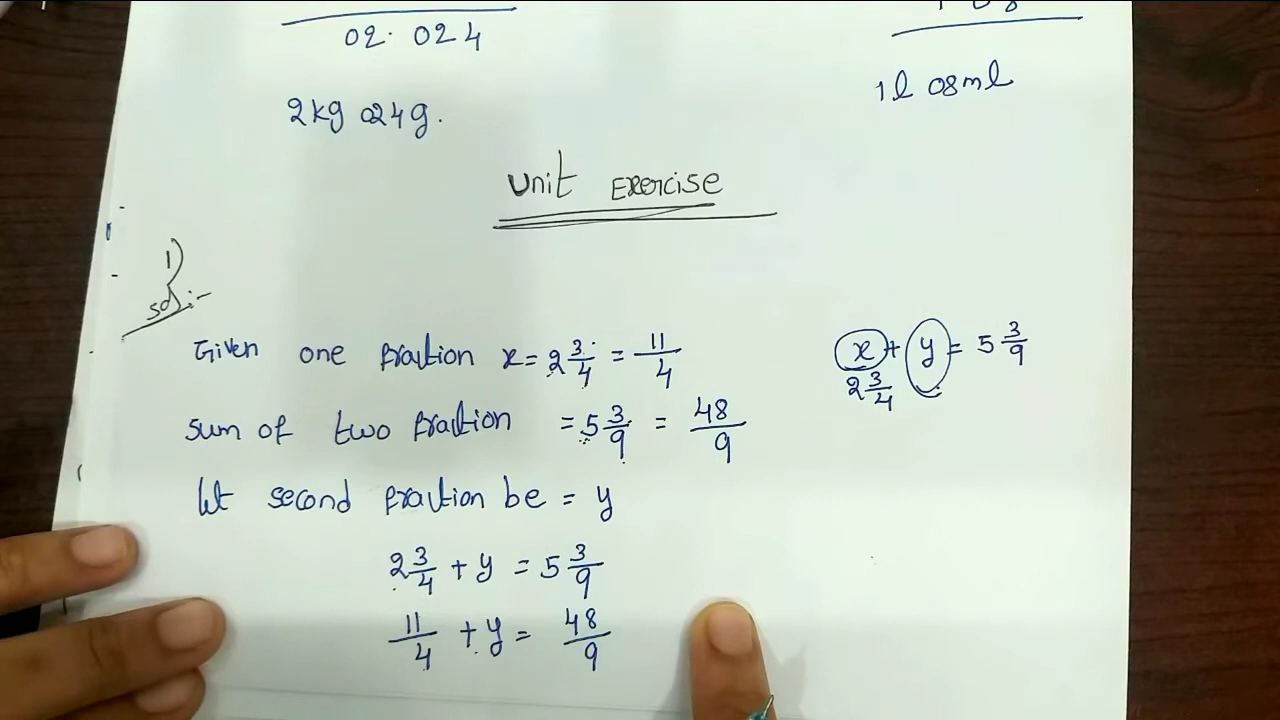 02. 024
2kg 024g.
1l 08ml
Unit Exercise
1)
Sol:-
Given one fraction x = 2 3/4 = 11/4
x + y = 5 3/9
2 3/4
Sum of two fraction = 5 3/9 = 48/9
let second fraction be = y
2 3/4 + y = 5 3/9
11/4 + y = 48/9